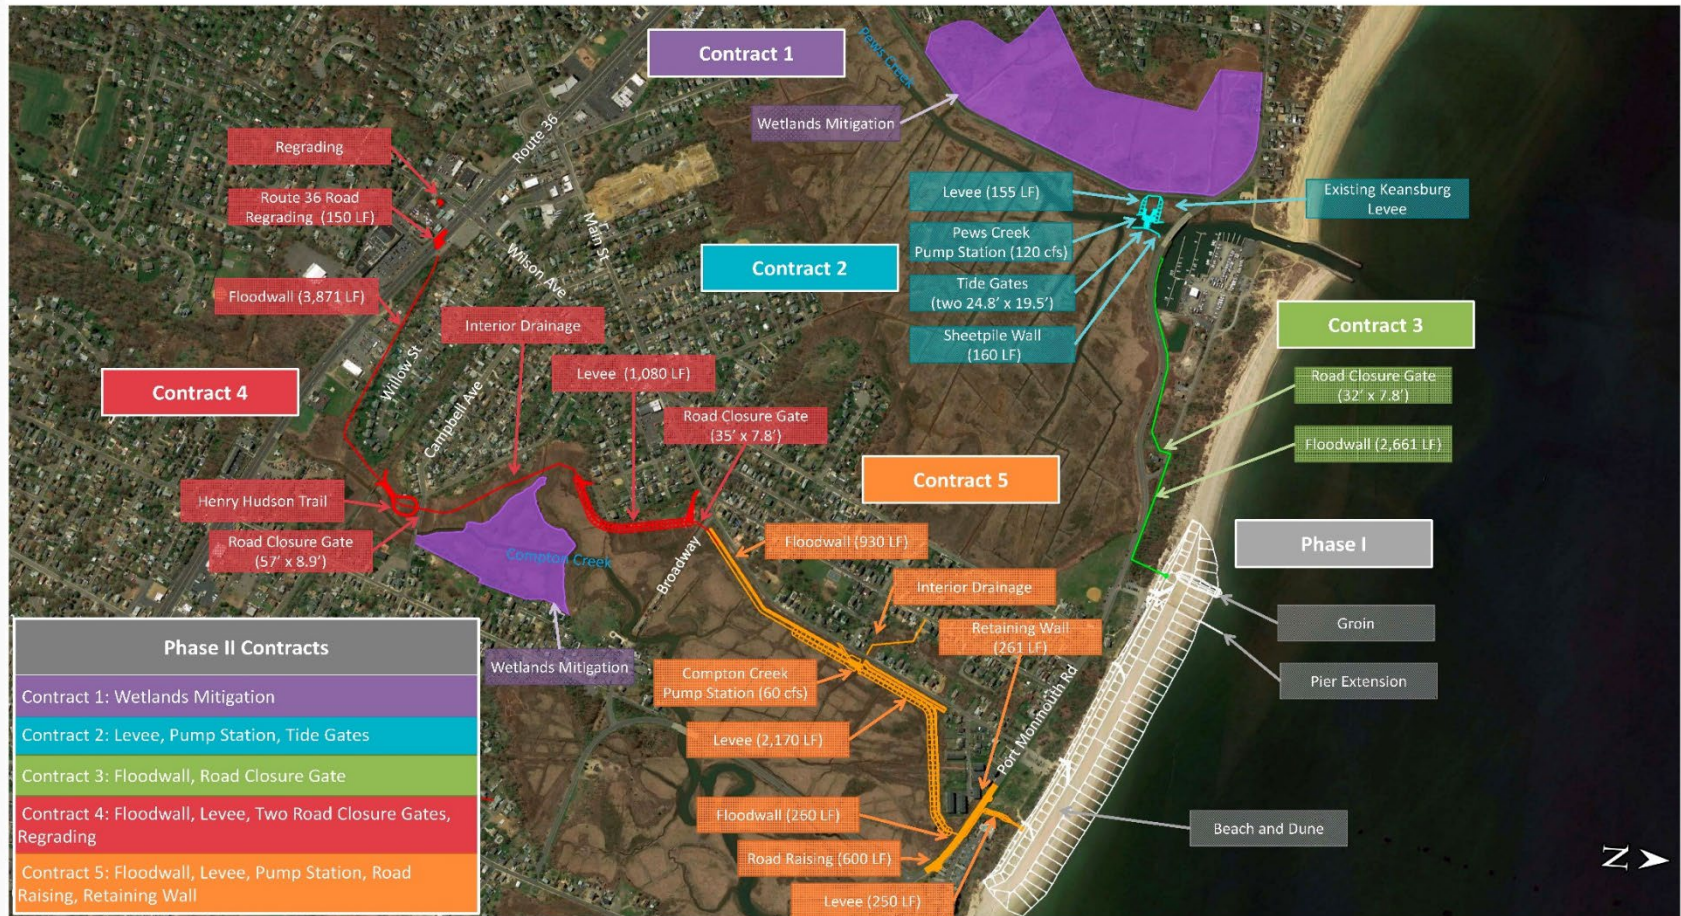 Contract 1
Pews Creek
Wetlands Mitigation
Route 36
Regrading
Route 36 Road
Regrading (150 LF)
Main St
Wilson Ave
Levee (155 LF)
Existing Keansburg
Levee
Pews Creek
Pump Station (120 cfs)
Contract 2
Tide Gates
(two 24.8' x 19.5')
Floodwall (3,871 LF)
Interior Drainage
Sheetpile Wall
(160 LF)
Contract 3
Willow St
Levee (1,080 LF)
Road Closure Gate
(32' x 7.8')
Contract 4
Campbell Ave
Road Closure Gate
(35' x 7.8')
Floodwall (2,661 LF)
Contract 5
Henry Hudson Trail
Road Closure Gate
(57' x 8.9')
Compton Creek
Broadway
Floodwall (930 LF)
Phase I
Interior Drainage
Groin
Retaining Wall
(261 LF)
Wetlands Mitigation
Compton Creek
Pump Station (60 cfs)
Port Monmouth Rd
Pier Extension
Levee (2,170 LF)
Floodwall (260 LF)
Beach and Dune
Road Raising (600 LF)
Levee (250 LF)
Phase II Contracts
Contract 1: Wetlands Mitigation
Contract 2: Levee, Pump Station, Tide Gates
Contract 3: Floodwall, Road Closure Gate
Contract 4: Floodwall, Levee, Two Road Closure Gates,
Regrading
Contract 5: Floodwall, Levee, Pump Station, Road
Raising, Retaining Wall
N